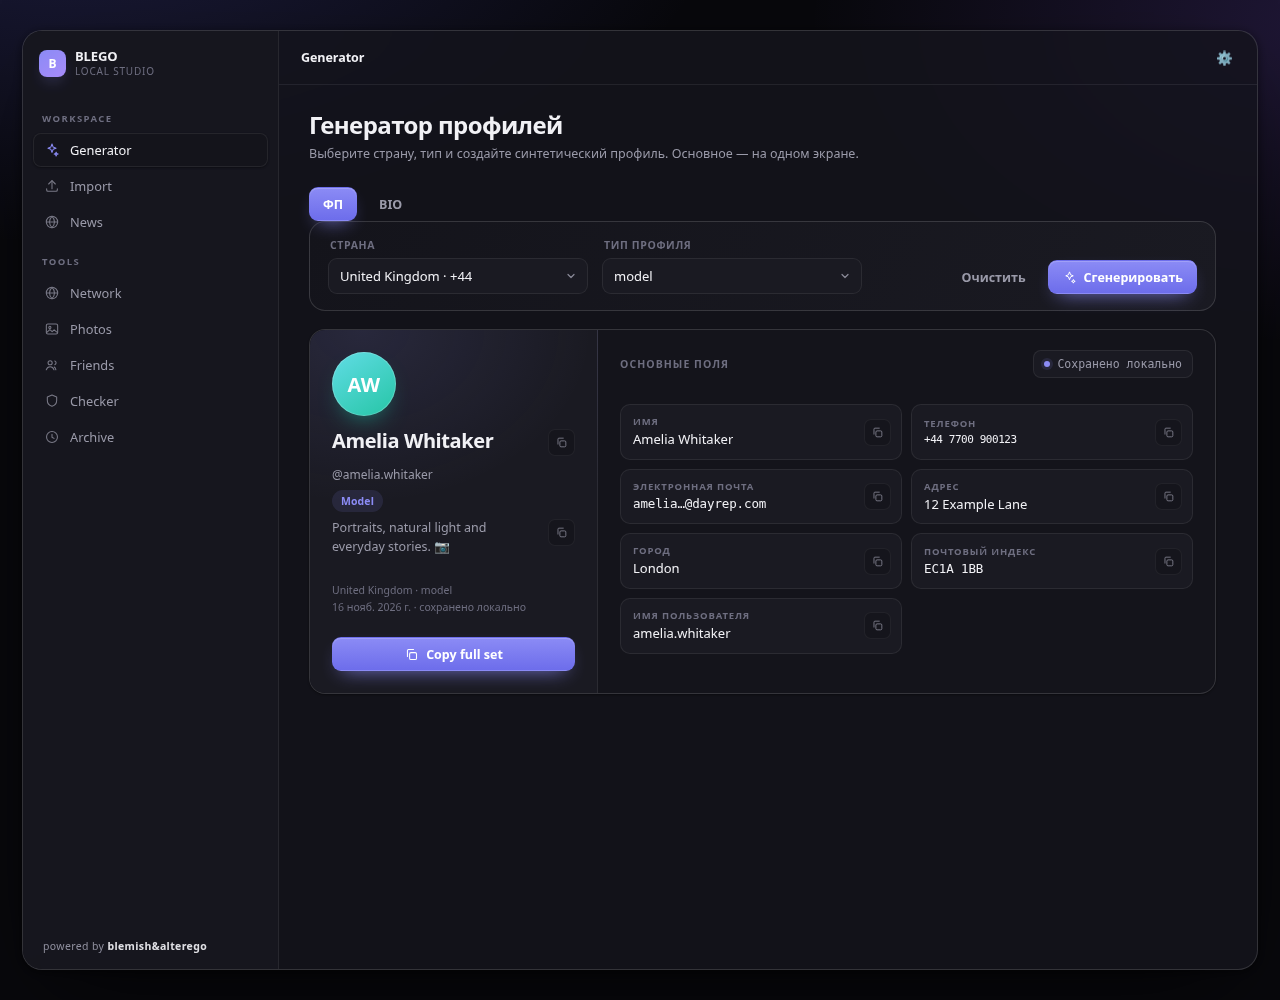 B
BLEGO
LOCAL STUDIO
WORKSPACE
Generator
Import
News
TOOLS
Network
Photos
Friends
Checker
Archive
powered by blemish&alterego
Generator
Генератор профилей
Выберите страну, тип и создайте синтетический профиль. Основное — на одном экране.
ФП
BIO
СТРАНА
United Kingdom · +44
ТИП ПРОФИЛЯ
model
Очистить
Сгенерировать
AW
Amelia Whitaker
@amelia.whitaker
Model
Portraits, natural light and
everyday stories. 📷
United Kingdom · model
16 нояб. 2026 г. · сохранено локально
Copy full set
ОСНОВНЫЕ ПОЛЯ
Сохранено локально
ИМЯ
Amelia Whitaker
ТЕЛЕФОН
+44 7700 900123
ЭЛЕКТРОННАЯ ПОЧТА
amelia…@dayrep.com
АДРЕС
12 Example Lane
ГОРОД
London
ПОЧТОВЫЙ ИНДЕКС
EC1A 1BB
ИМЯ ПОЛЬЗОВАТЕЛЯ
amelia.whitaker